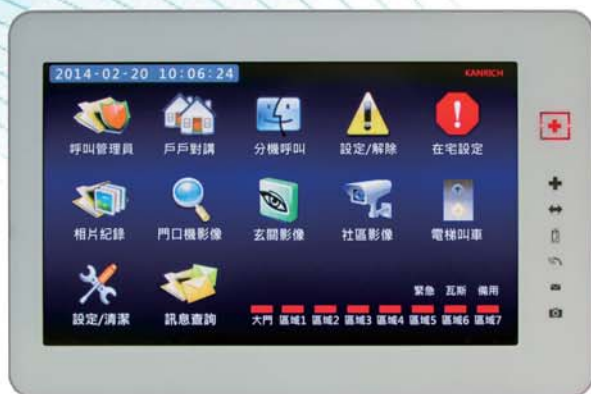 2014-02-20 10:06:24
KANRICH
呼叫管理員 戶戶對講 分機呼叫 設定/解除 在宅設定
相片紀錄 門口機影像 玄關影像 社區影像 電梯叫車
緊急 瓦斯 備用
設定/清潔 訊息查詢 大門 區域1 區域2 區域3 區域4 區域5 區域6 區域7